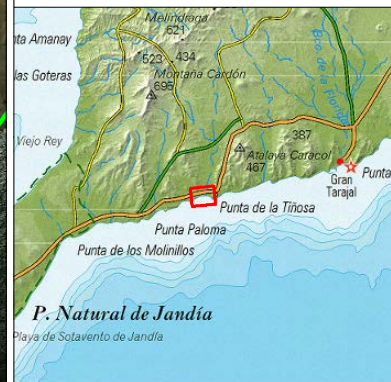 Melindraga
621
nta Amanay
523
434
las Goteras
Montaña Cardón
695
Bco. de la Florida
Viejo Rey
387
Atalaya Caracol
467
Gran
Tarajal
Punta
Punta de la Tiñosa
Punta Paloma
Punta de los Molinillos
P. Natural de Jandía
Playa de Sotavento de Jandía